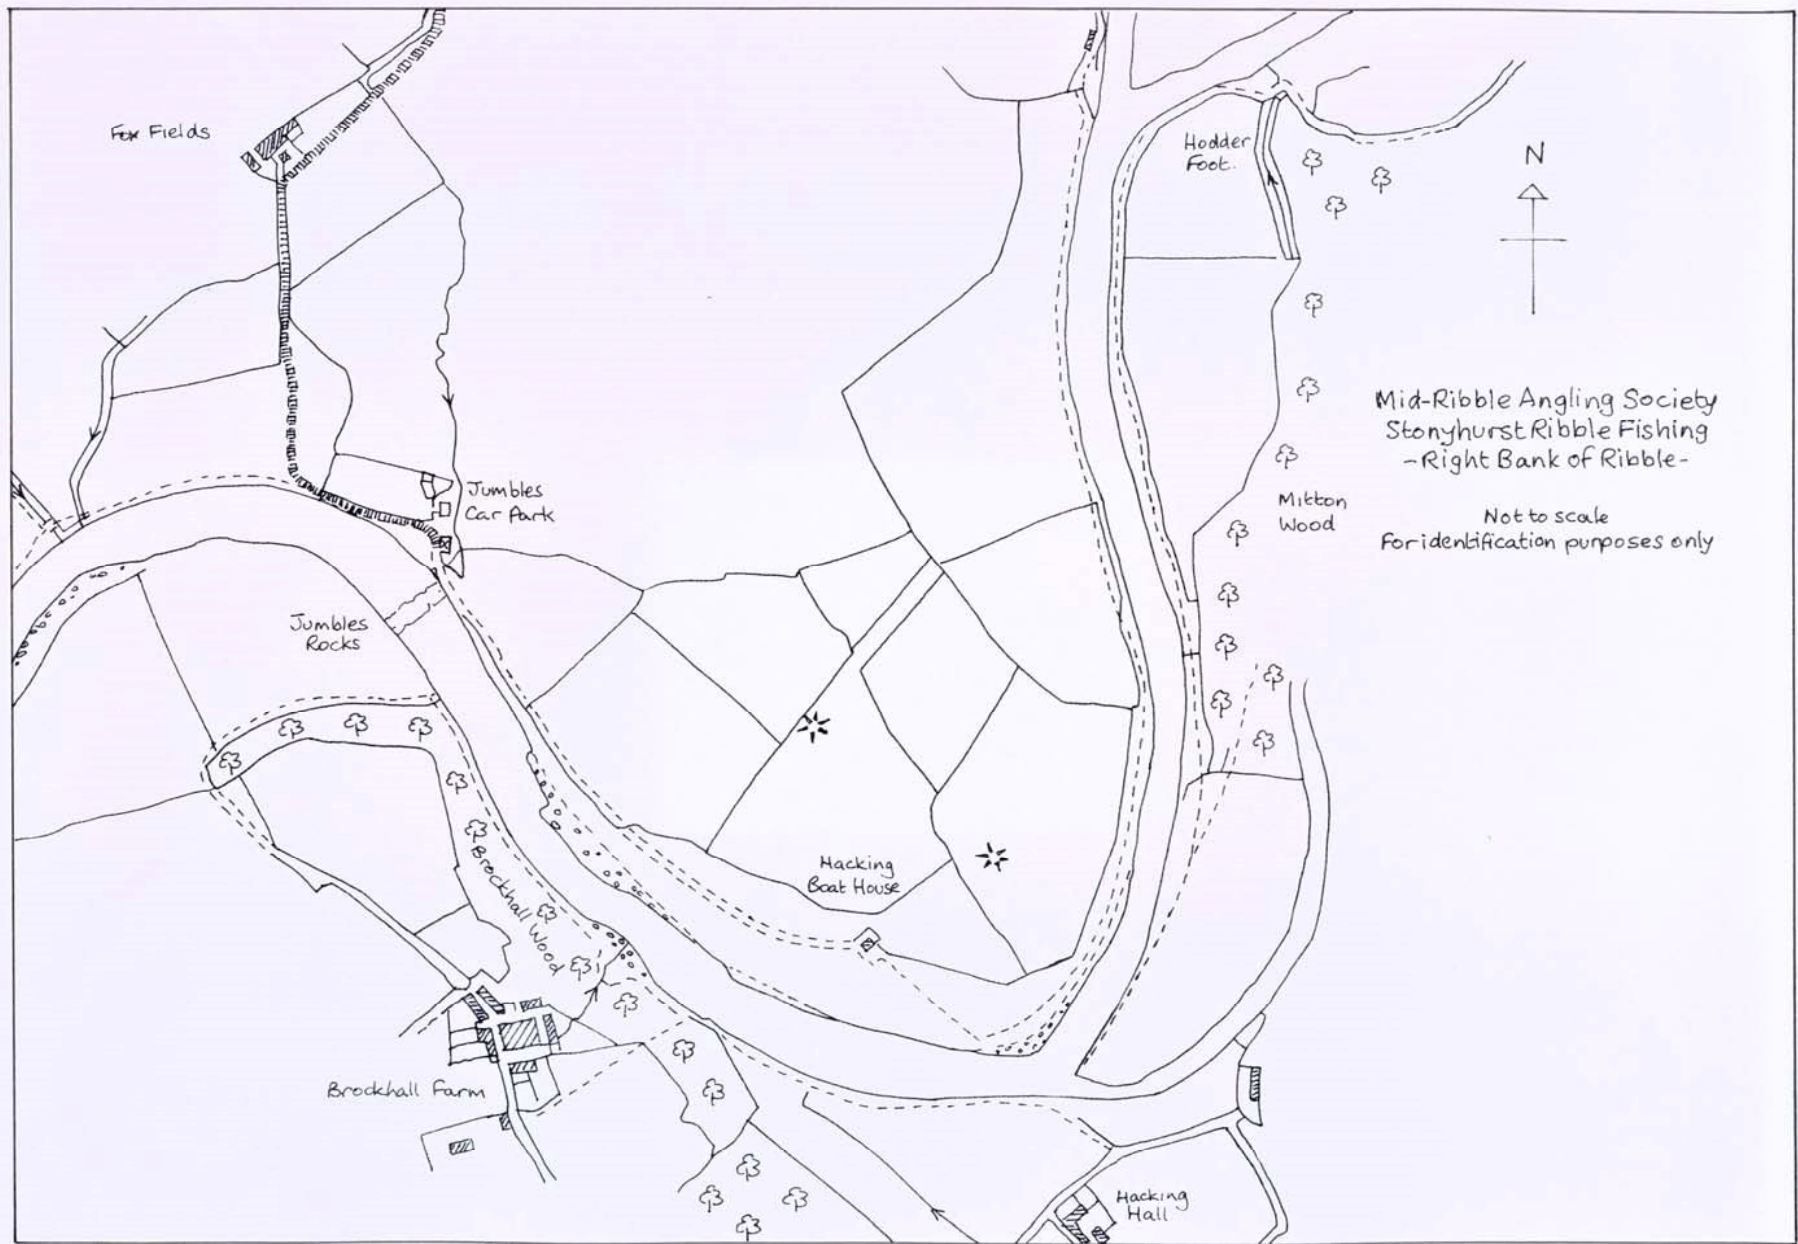 Fox Fields
Hodder
Foot.
N
Mid-Ribble Angling Society
Stonyhurst Ribble Fishing
-Right Bank of Ribble-
Not to scale
For identification purposes only
Jumbles
Car Park
Mitton
Wood
Jumbles
Rocks
Hacking
Boat House
Brockhall Wood
Brockhall Farm
Hacking
Hall